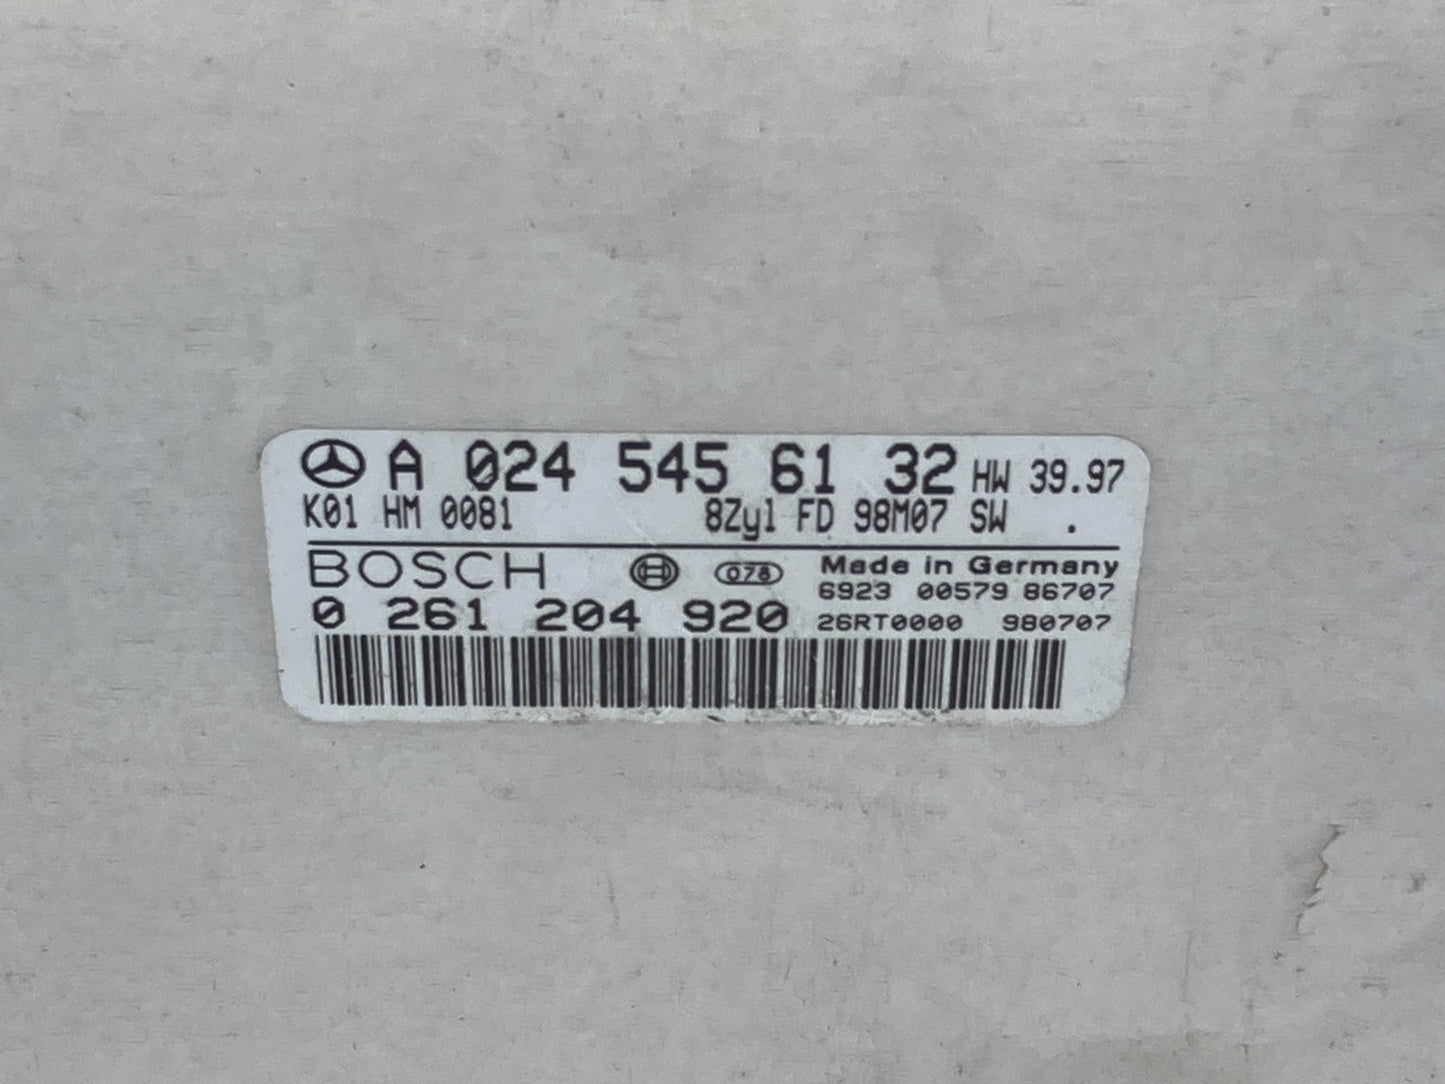 A 024 545 61 32 HW 39.97
K01 HM 0081 8Zyl FD 98M07 SW .
BOSCH H 078 Made in Germany
6923 00579 86707
0 261 204 920 26RT0000 980707